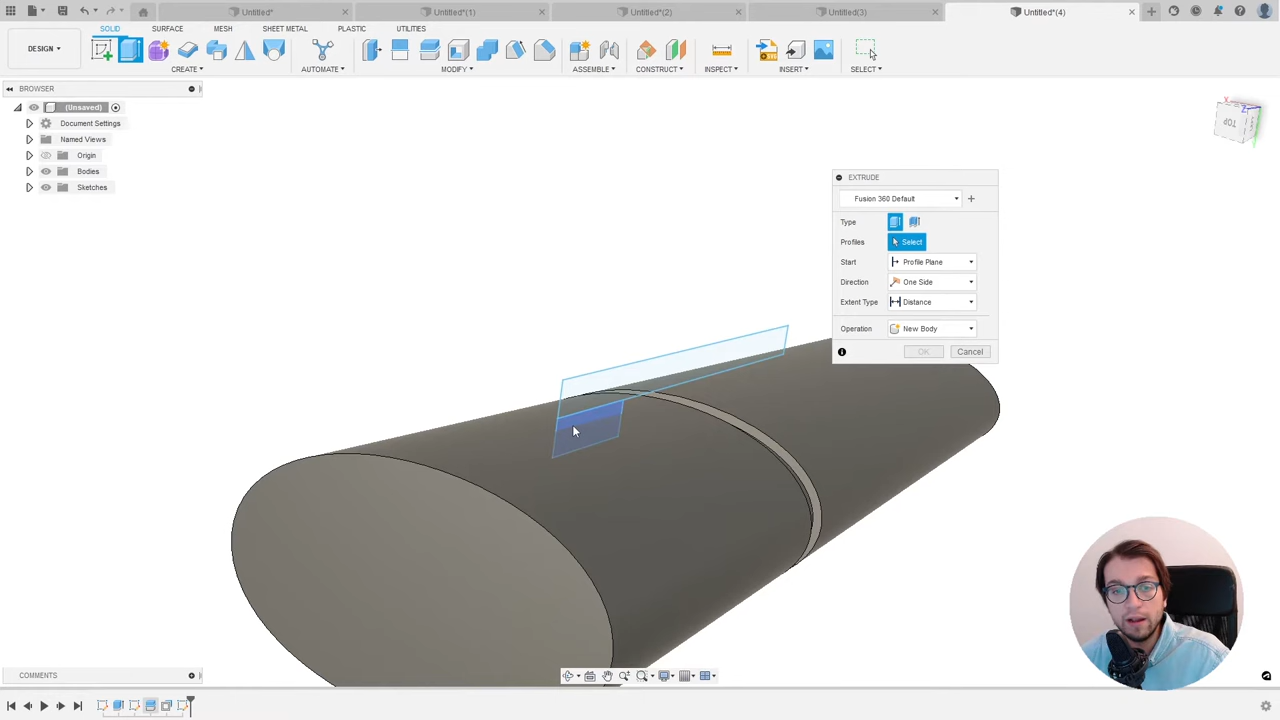 Untitled*
Untitled*(1)
Untitled*(2)
Untitled(3)
Untitled*(4)
DESIGN
SOLID
SURFACE
MESH
SHEET METAL
PLASTIC
UTILITIES
CREATE
AUTOMATE
MODIFY
ASSEMBLE
CONSTRUCT
INSPECT
INSERT
SELECT
BROWSER
(Unsaved)
Document Settings
Named Views
Origin
Bodies
Sketches
X
Z
TOP
EXTRUDE
Fusion 360 Default
Type
Profiles Select
Start Profile Plane
Direction One Side
Extent Type Distance
Operation New Body
OK Cancel
COMMENTS